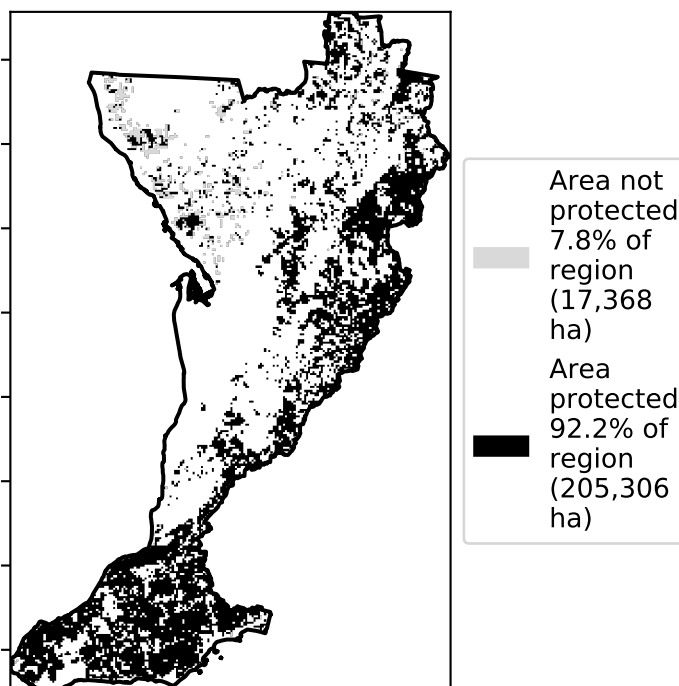 Area not
protected
7.8% of
region
(17,368
ha)
Area
protected
92.2% of
region
(205,306
ha)